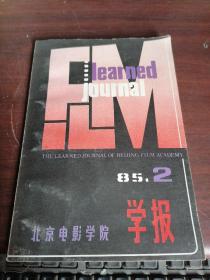 FILM
learned
journal
THE LEARNED JOURNAL OF BEIJING FILM ACADEMY
85.2
北京电影学院
学报